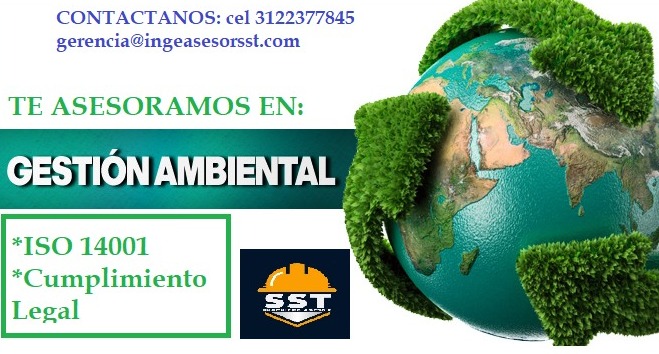 CONTACTANOS: cel 3122377845
gerencia@ingeasesorsst.com
TE ASESORAMOS EN:
GESTIÓN AMBIENTAL
*ISO 14001
*Cumplimiento
Legal
SST